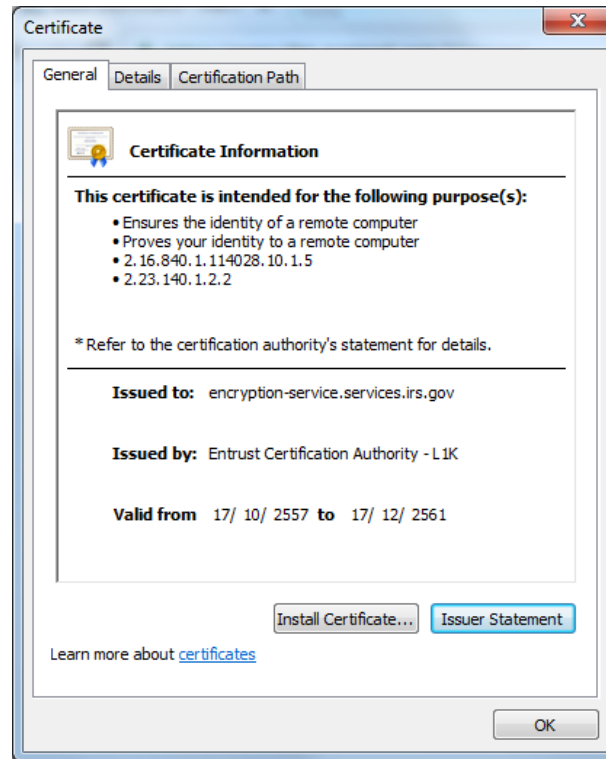 Certificate
General Details Certification Path
Certificate Information
This certificate is intended for the following purpose(s):
• Ensures the identity of a remote computer
• Proves your identity to a remote computer
• 2.16.840.1.114028.10.1.5
• 2.23.140.1.2.2
* Refer to the certification authority's statement for details.
Issued to: encryption-service.services.irs.gov
Issued by: Entrust Certification Authority - L1K
Valid from 17/ 10/ 2557 to 17/ 12/ 2561
Install Certificate... Issuer Statement
Learn more about certificates
OK